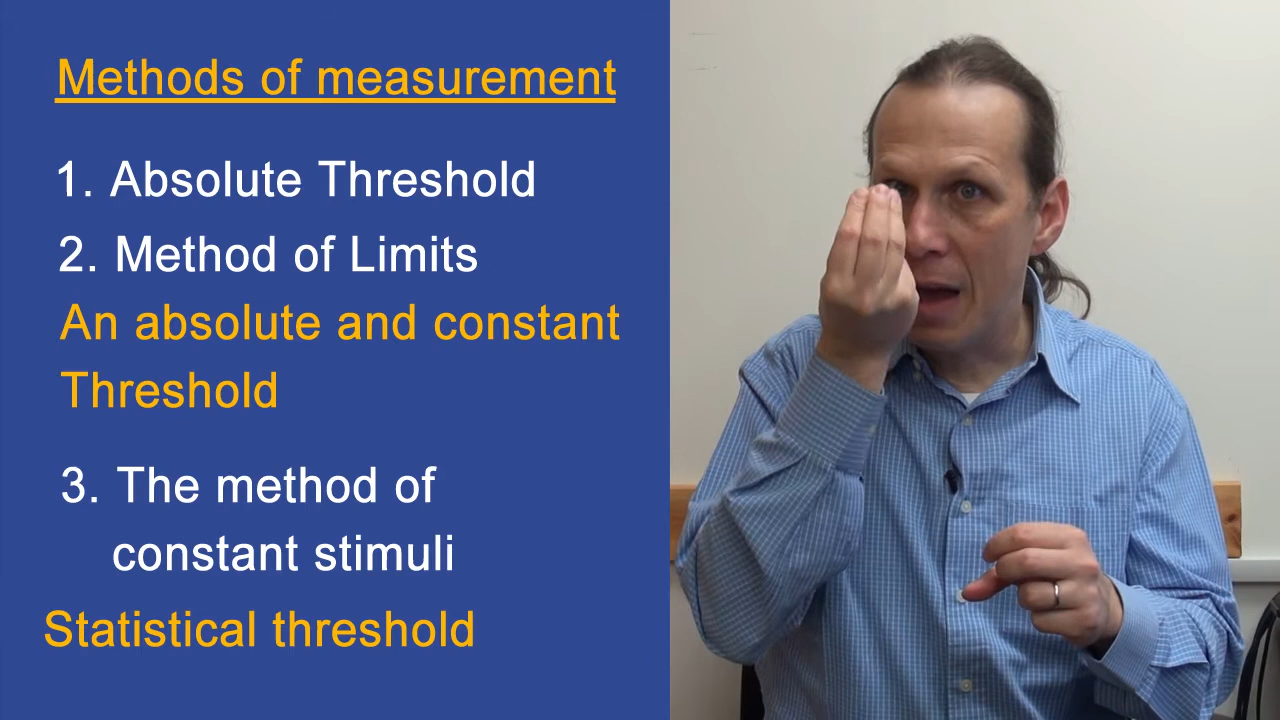 Methods of measurement
1. Absolute Threshold
2. Method of Limits
An absolute and constant
Threshold
3. The method of
constant stimuli
Statistical threshold